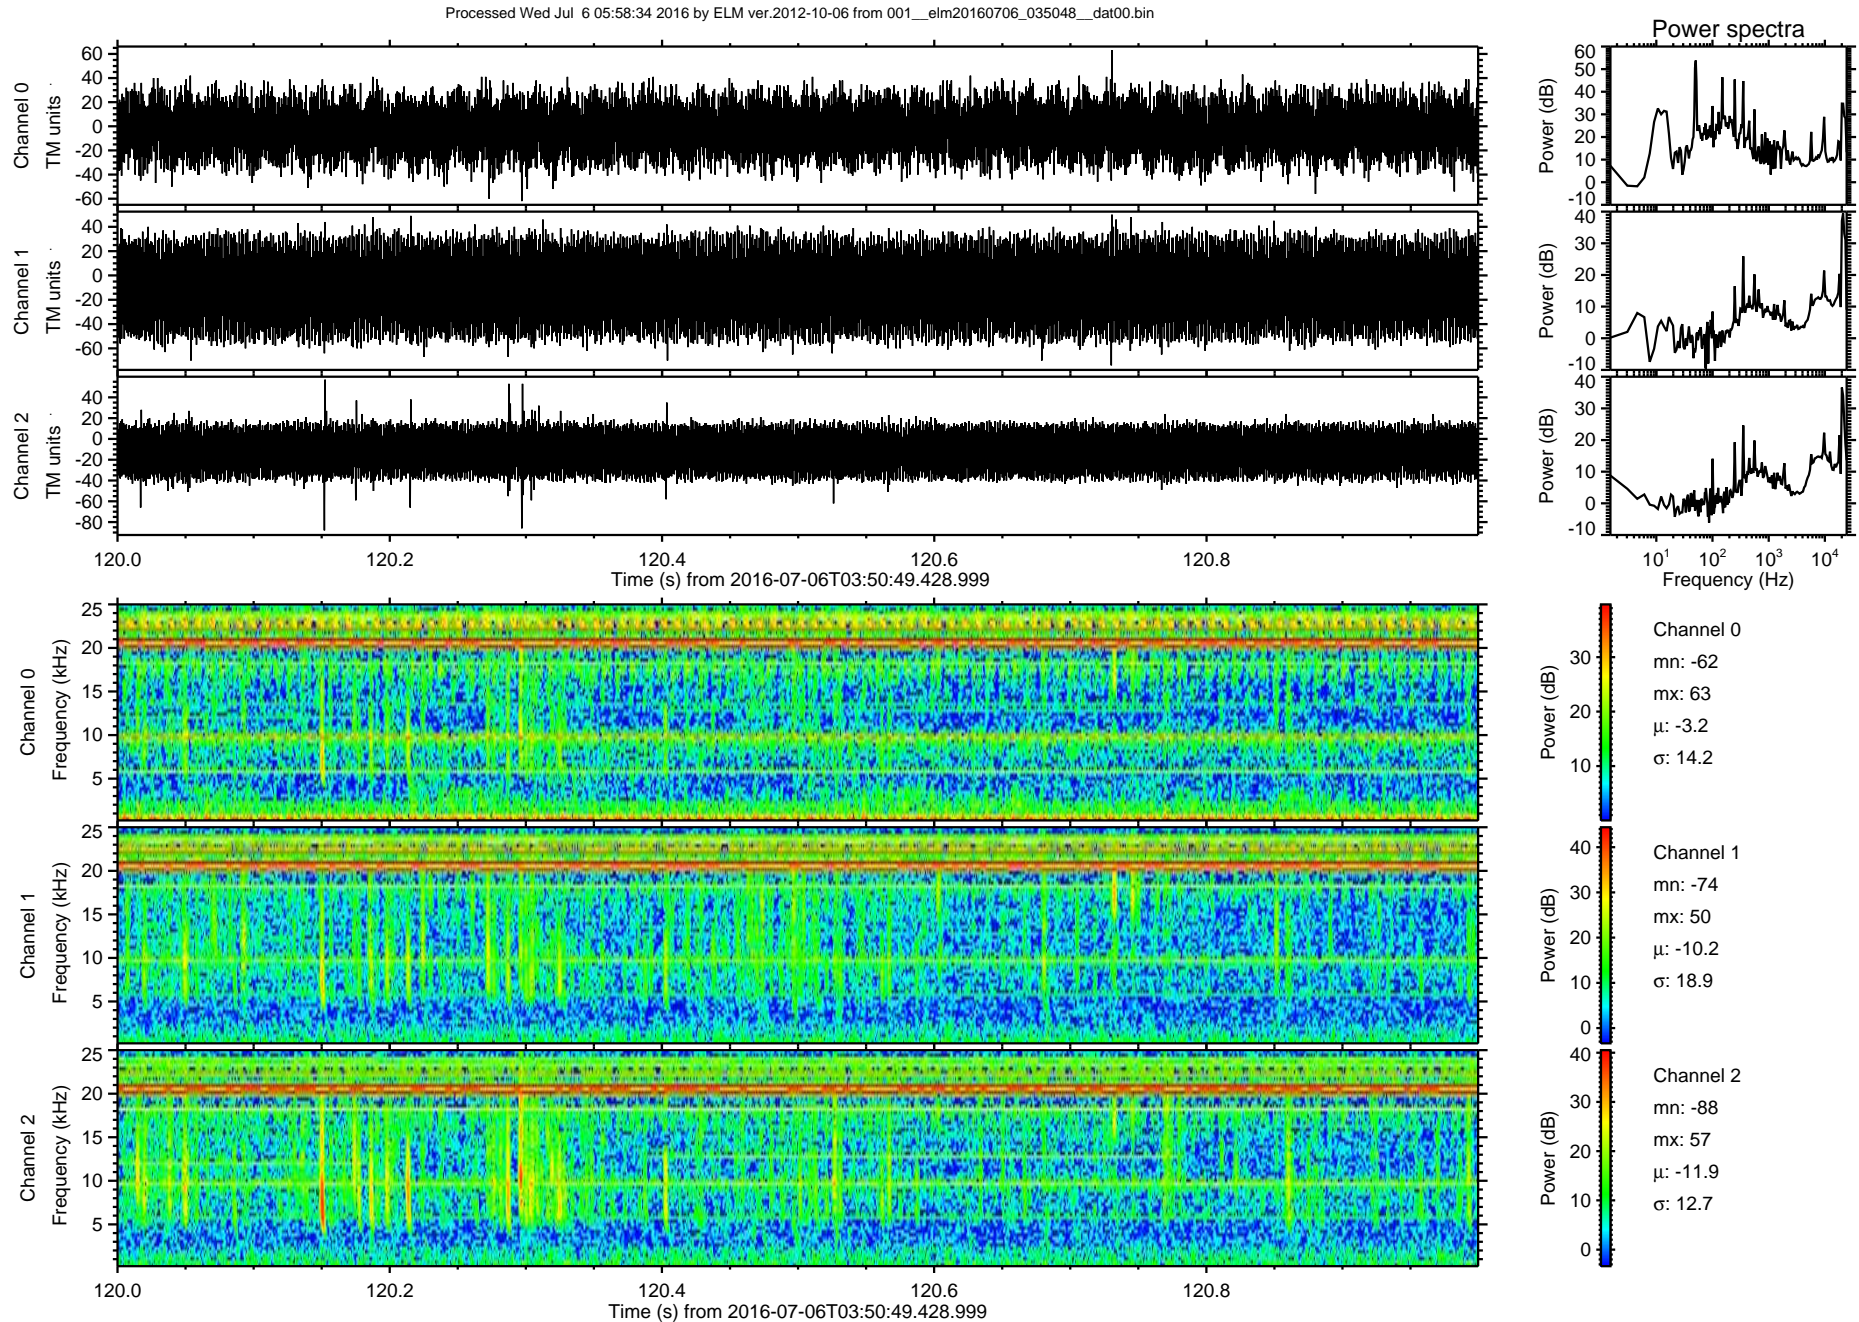 Processed Wed Jul  6 05:58:34 2016 by ELM ver.2012-10-06 from 001__elm20160706_035048__dat00.bin
Power spectra
Channel 0
TM units
60
40
20
0
-20
-40
-60
Power (dB)
60
50
40
30
20
10
0
-10
Channel 1
TM units
40
20
0
-20
-40
-60
Power (dB)
40
30
20
10
0
-10
Channel 2
TM units
40
20
0
-20
-40
-60
-80
Power (dB)
40
30
20
10
0
-10
120.0 120.2 120.4 120.6 120.8
Time (s) from 2016-07-06T03:50:49.428.999
10¹ 10² 10³ 10⁴
Frequency (Hz)
Channel 0
Frequency (kHz)
25
20
15
10
5
Power (dB)
30
20
10
Channel 0
mn: -62
mx: 63
µ: -3.2
σ: 14.2
Channel 1
Frequency (kHz)
25
20
15
10
5
Power (dB)
40
30
20
10
0
Channel 1
mn: -74
mx: 50
µ: -10.2
σ: 18.9
Channel 2
Frequency (kHz)
25
20
15
10
5
Power (dB)
40
30
20
10
0
Channel 2
mn: -88
mx: 57
µ: -11.9
σ: 12.7
120.0 120.2 120.4 120.6 120.8
Time (s) from 2016-07-06T03:50:49.428.999